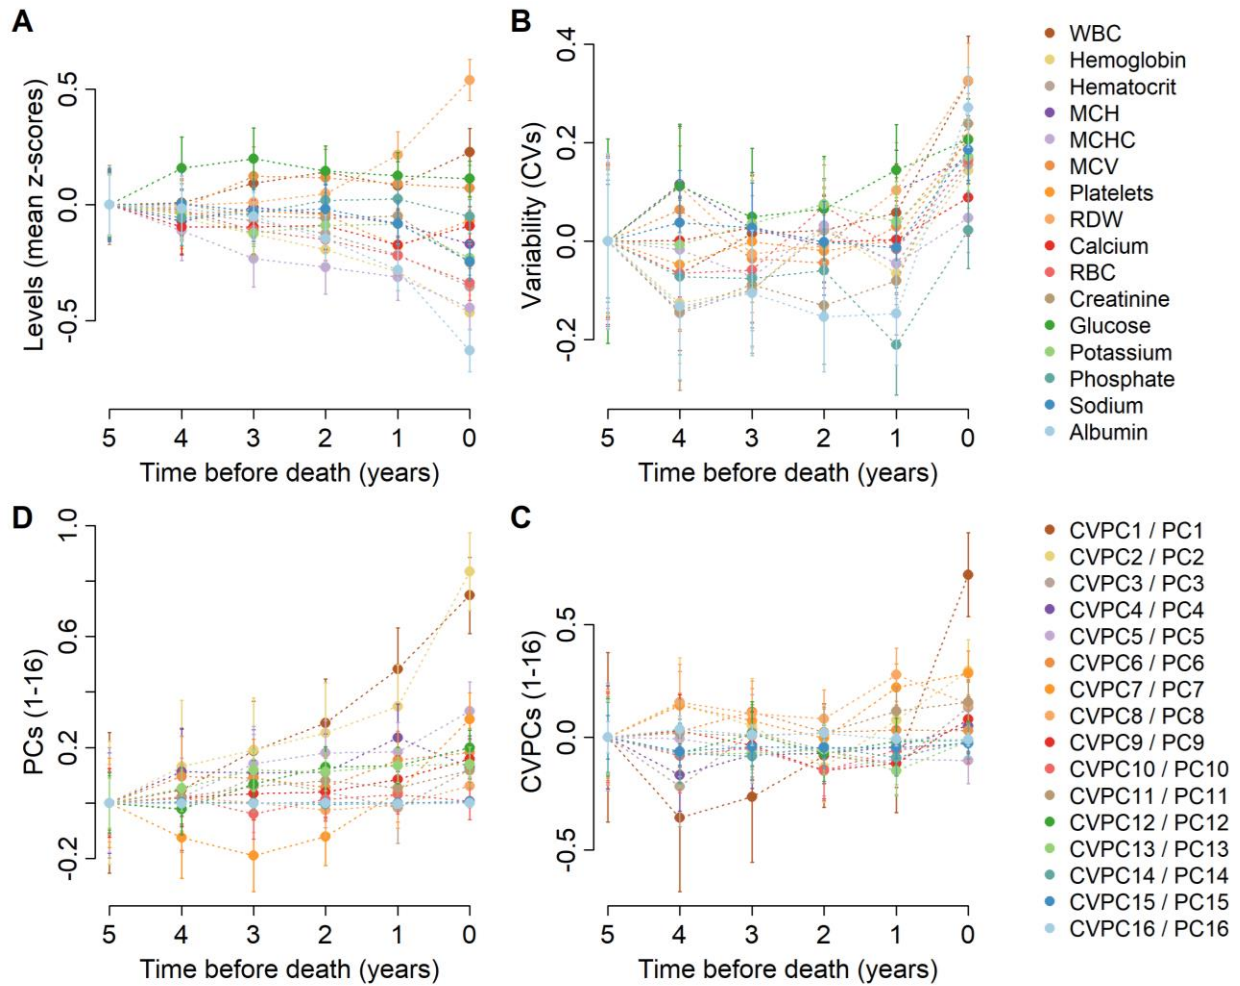 A
Levels (mean z-scores)
0.5
0.0
-0.5
5 4 3 2 1 0
Time before death (years)
B
Variability (CVs)
0.4
0.2
0.0
-0.2
5 4 3 2 1 0
Time before death (years)
WBC
Hemoglobin
Hematocrit
MCH
MCHC
MCV
Platelets
RDW
Calcium
RBC
Creatinine
Glucose
Potassium
Phosphate
Sodium
Albumin
D
PCs (1-16)
1.0
0.6
0.2
-0.2
5 4 3 2 1 0
Time before death (years)
C
CVPCs (1-16)
0.5
0.0
-0.5
5 4 3 2 1 0
Time before death (years)
CVPC1 / PC1
CVPC2 / PC2
CVPC3 / PC3
CVPC4 / PC4
CVPC5 / PC5
CVPC6 / PC6
CVPC7 / PC7
CVPC8 / PC8
CVPC9 / PC9
CVPC10 / PC10
CVPC11 / PC11
CVPC12 / PC12
CVPC13 / PC13
CVPC14 / PC14
CVPC15 / PC15
CVPC16 / PC16